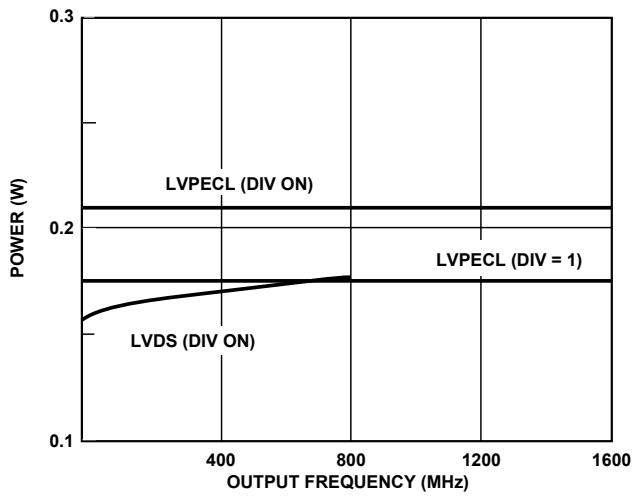 0.3
LVPECL (DIV ON)
POWER (W)
0.2
LVPECL (DIV = 1)
LVDS (DIV ON)
0.1
400 800 1200 1600
OUTPUT FREQUENCY (MHz)